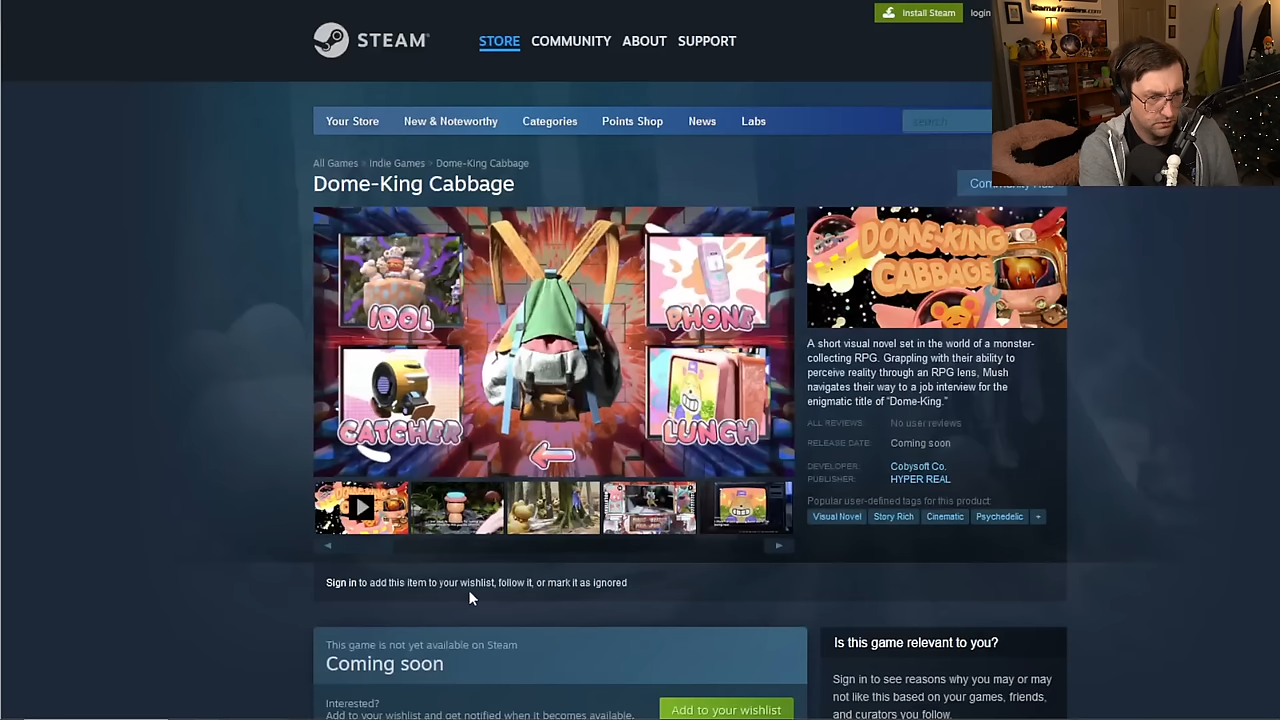 Install Steam
login
GameTrailers.com
STEAM
STORE
COMMUNITY
ABOUT
SUPPORT
Your Store
New & Noteworthy
Categories
Points Shop
News
Labs
search
All Games > Indie Games > Dome-King Cabbage
Dome-King Cabbage
Community Hub
IDOL
PHONE
CATCHER
LUNCH
DOME-KING
CABBAGE
A short visual novel set in the world of a monster-
collecting RPG. Grappling with their ability to
perceive reality through an RPG lens, Mush
navigates their way to a job interview for the
enigmatic title of "Dome-King."
ALL REVIEWS: No user reviews
RELEASE DATE: Coming soon
DEVELOPER: Cobysoft Co.
PUBLISHER: HYPER REAL
Popular user-defined tags for this product:
Visual Novel
Story Rich
Cinematic
Psychedelic
+
Sign in to add this item to your wishlist, follow it, or mark it as ignored
This game is not yet available on Steam
Coming soon
Interested?
Add to your wishlist and get notified when it becomes available.
Add to your wishlist
Is this game relevant to you?
Sign in to see reasons why you may or may
not like this based on your games, friends,
and curators you follow.